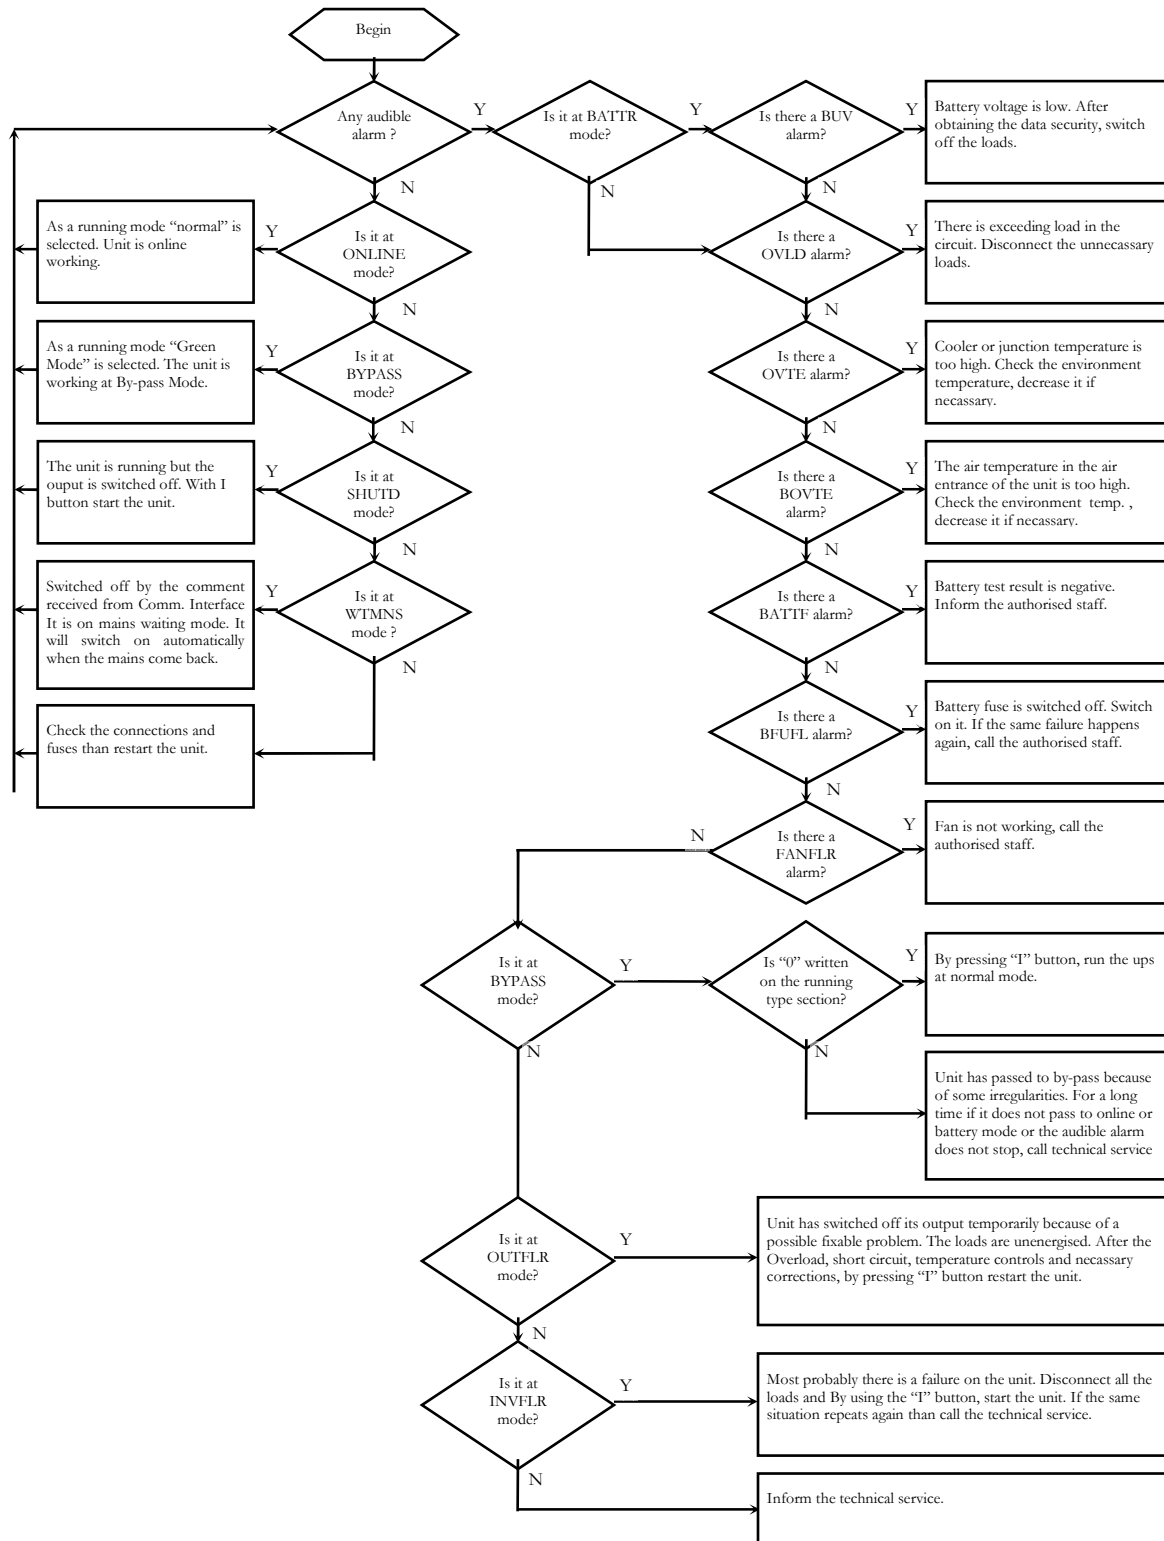 Begin
Any audible
alarm ?
Y
Is it at BATTR
mode?
Y
Is there a BUV
alarm?
Y
Battery voltage is low. After
obtaining the data security, switch
off the loads.
N
N
N
As a running mode “normal” is
selected. Unit is online
working.
Y
Is it at
ONLINE
mode?
Is there a
OVLD alarm?
Y
There is exceeding load in the
circuit. Disconnect the unnecassary
loads.
N
N
As a running mode “Green
Mode” is selected. The unit is
working at By-pass Mode.
Y
Is it at
BYPASS
mode?
Is there a
OVTE alarm?
Y
Cooler or junction temperature is
too high. Check the environment
temperature, decrease it if
necassary.
N
N
The unit is running but the
ouput is switched off. With I
button start the unit.
Y
Is it at
SHUTD
mode?
Is there a
BOVTE
alarm?
Y
The air temperature in the air
entrance of the unit is too high.
Check the environment temp. ,
decrease it if necassary.
N
N
Switched off by the comment
received from Comm. Interface
It is on mains waiting mode. It
will switch on automatically
when the mains come back.
Y
Is it at
WTMNS
mode ?
Is there a
BATTF alarm?
Y
Battery test result is negative.
Inform the authorised staff.
N
N
Check the connections and
fuses than restart the unit.
Is there a
BFUFL alarm?
Y
Battery fuse is switched off. Switch
on it. If the same failure happens
again, call the authorised staff.
N
N
Is there a
FANFLR
alarm?
Y
Fan is not working, call the
authorised staff.
Is it at
BYPASS
mode?
Y
Is “0” written
on the running
type section?
Y
By pressing “I” button, run the ups
at normal mode.
N
N
Unit has passed to by-pass because
of some irregularities. For a long
time if it does not pass to online or
battery mode or the audible alarm
does not stop, call technical service
Is it at
OUTFLR
mode?
Y
Unit has switched off its output temporarily because of a
possible fixable problem. The loads are unenergised. After the
Overload, short circuit, temperature controls and necassary
corrections, by pressing “I” button restart the unit.
N
Is it at
INVFLR
mode?
Y
Most probably there is a failure on the unit. Disconnect all the
loads and By using the “I” button, start the unit. If the same
situation repeats again than call the technical service.
N
Inform the technical service.